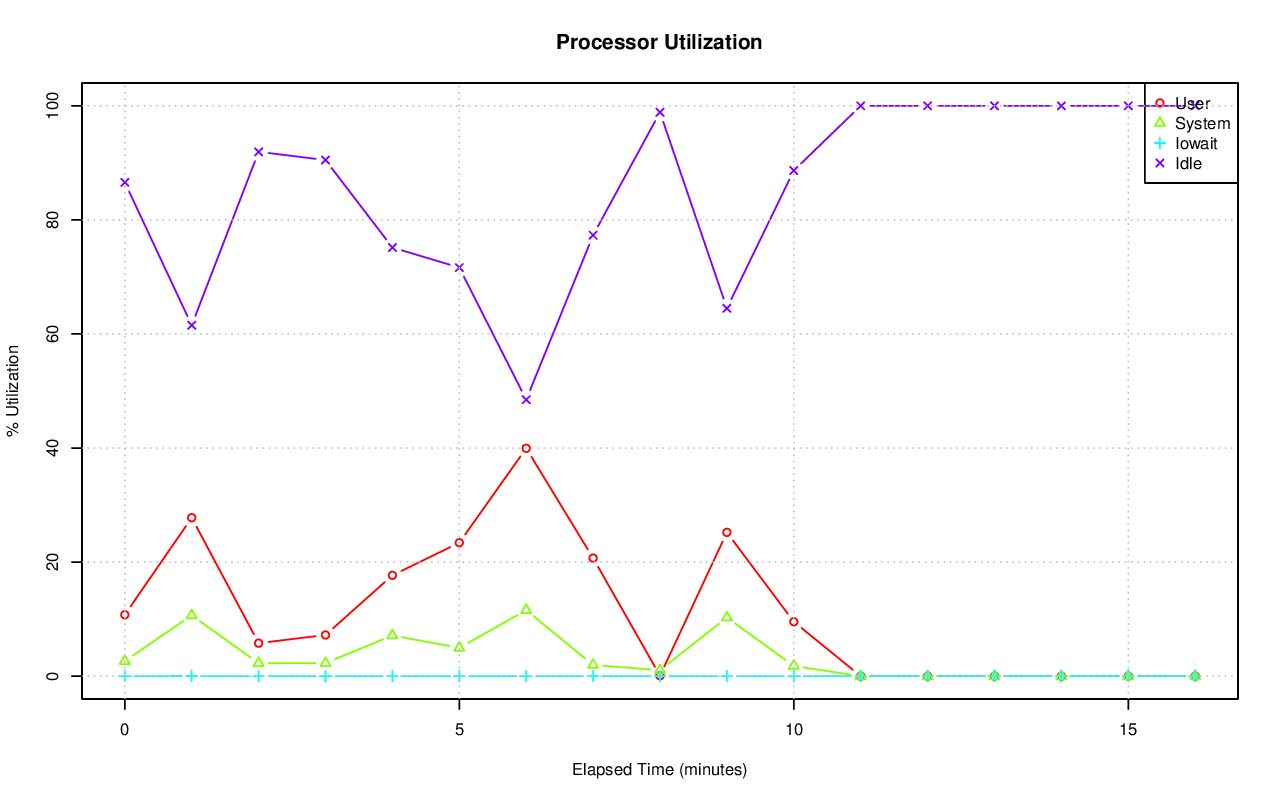 Processor Utilization
% Utilization
100
80
60
40
20
0
User
System
Iowait
Idle
0 5 10 15
Elapsed Time (minutes)